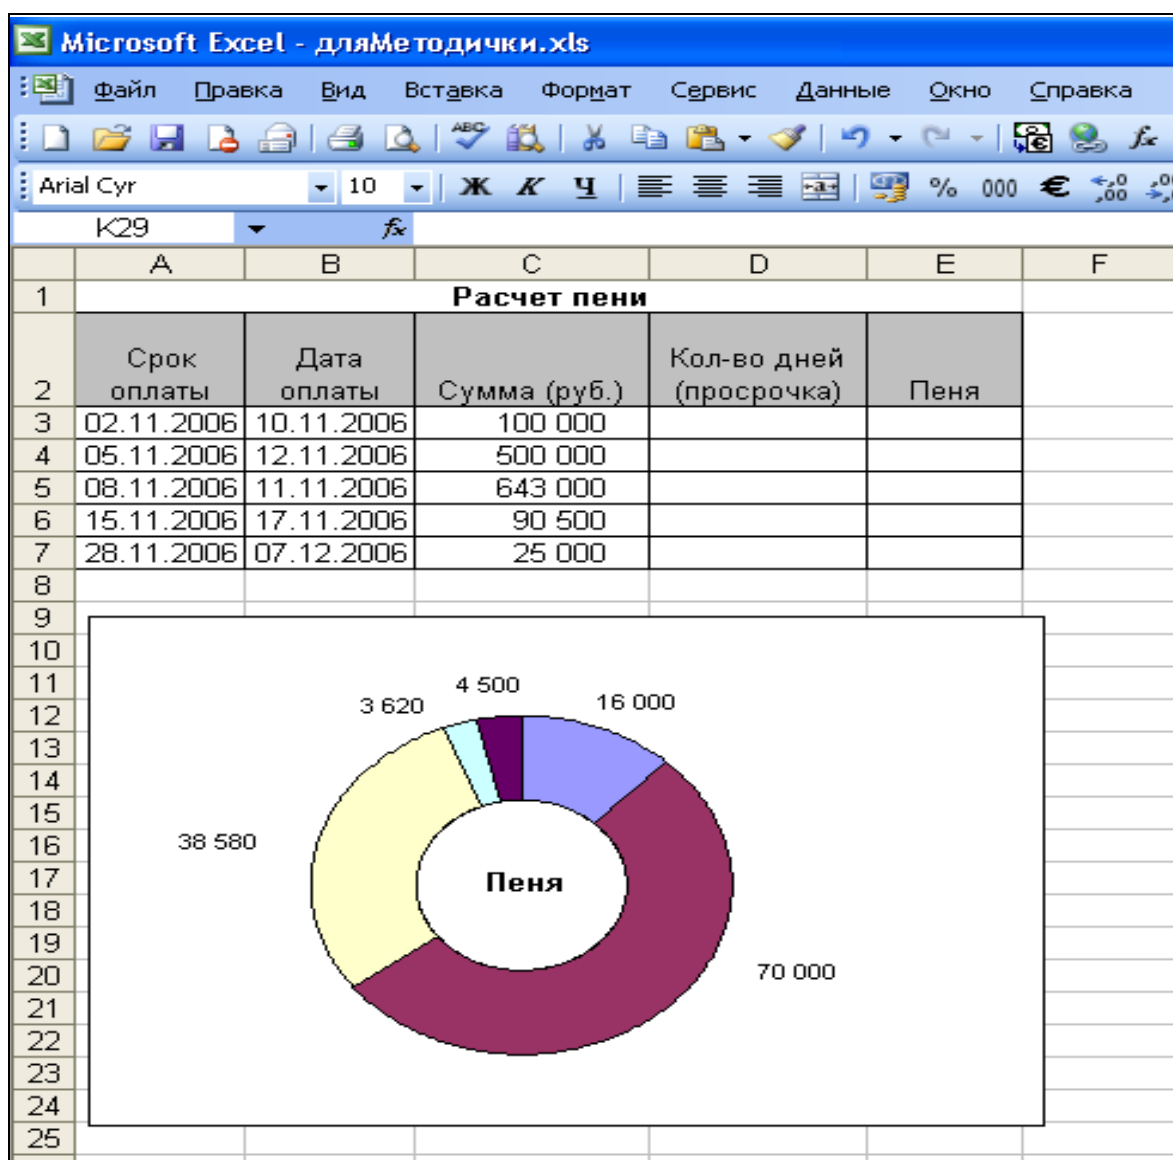 Microsoft Excel - дляМетодички.xls
Файл Правка Вид Вставка Формат Сервис Данные Окно Справка
ABC € fx
Arial Cyr 10 Ж К Ч a % 000 € ,00
K29 fx
A B C D E F
1 Расчет пени
2 Срок оплаты Дата оплаты Сумма (руб.) Кол-во дней (просрочка) Пеня
3 02.11.2006 10.11.2006 100 000
4 05.11.2006 12.11.2006 500 000
5 08.11.2006 11.11.2006 643 000
6 15.11.2006 17.11.2006 90 500
7 28.11.2006 07.12.2006 25 000
8
9
10
11 4 500
12 3 620 16 000
13
14
15
16 38 580
17 Пеня
18
19
20 70 000
21
22
23
24
25